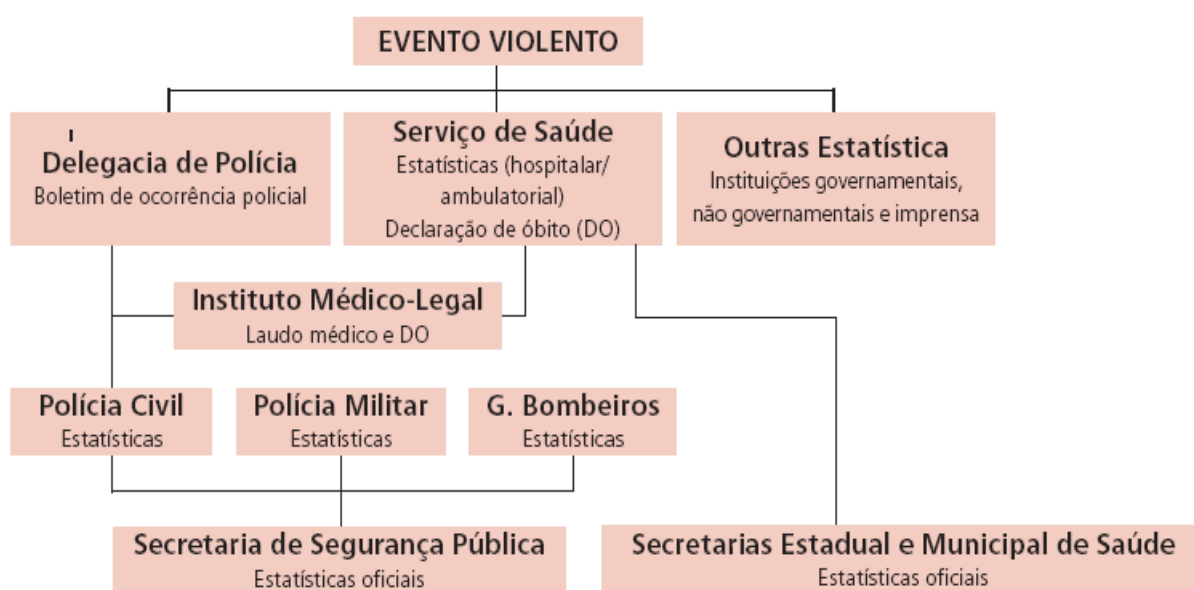 EVENTO VIOLENTO
Delegacia de Polícia
Boletim de ocorrência policial
Serviço de Saúde
Estatísticas (hospitalar/
ambulatorial)
Declaração de óbito (DO)
Outras Estatística
Instituições governamentais,
não governamentais e imprensa
Instituto Médico-Legal
Laudo médico e DO
Polícia Civil
Estatísticas
Polícia Militar
Estatísticas
G. Bombeiros
Estatísticas
Secretaria de Segurança Pública
Estatísticas oficiais
Secretarias Estadual e Municipal de Saúde
Estatísticas oficiais